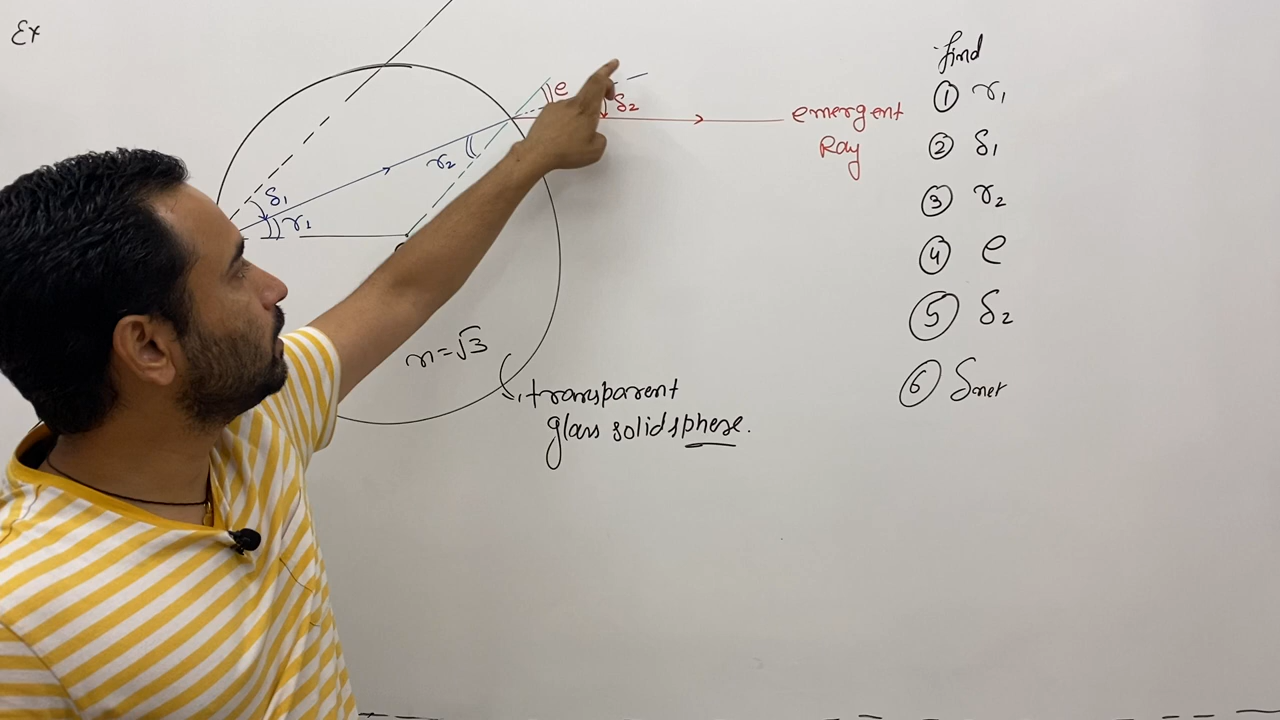 Ex
e
δ2
emergent
Ray
r2
δ1
r1
n=√3
transparent
glass solid sphere.
find
① r1
② δ1
③ r2
④ e
⑤ δ2
⑥ δnet